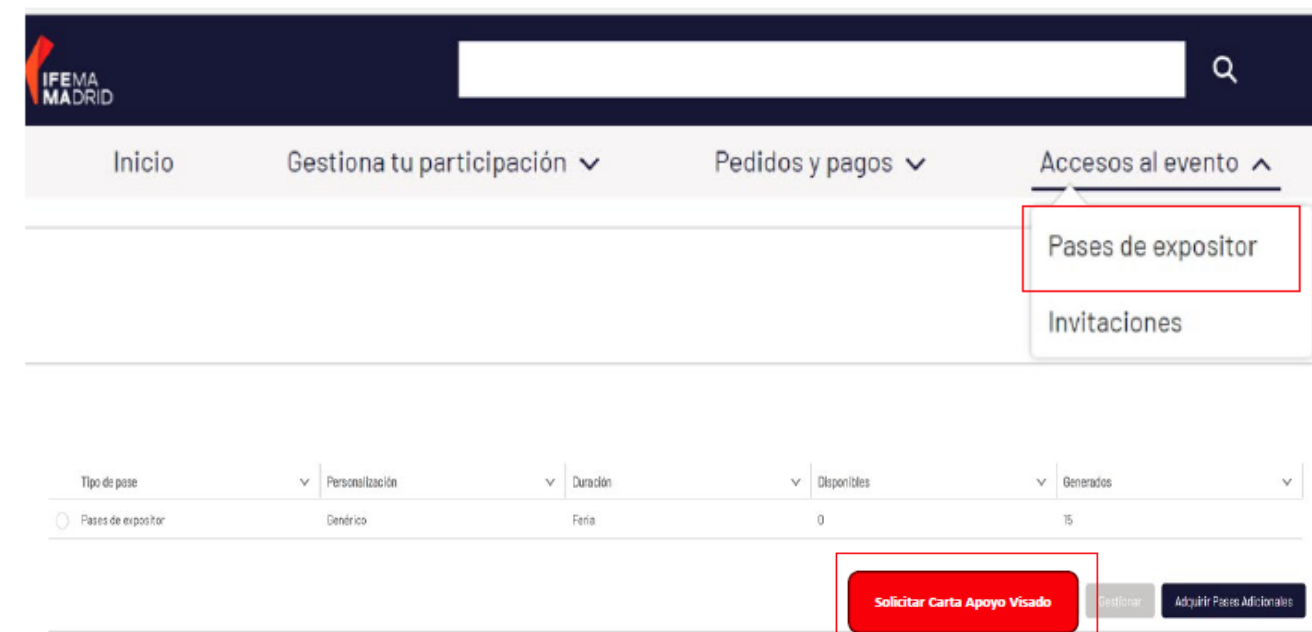 IFEMA
MADRID
Inicio Gestiona tu participación Pedidos y pagos Accesos al evento
Pases de expositor
Invitaciones
Tipo de pase Personalización Duración Disponibles Generados
Pases de expositor Genérico Feria 0 15
Solicitar Carta Apoyo Visado Gestionar Adquirir Pases Adicionales